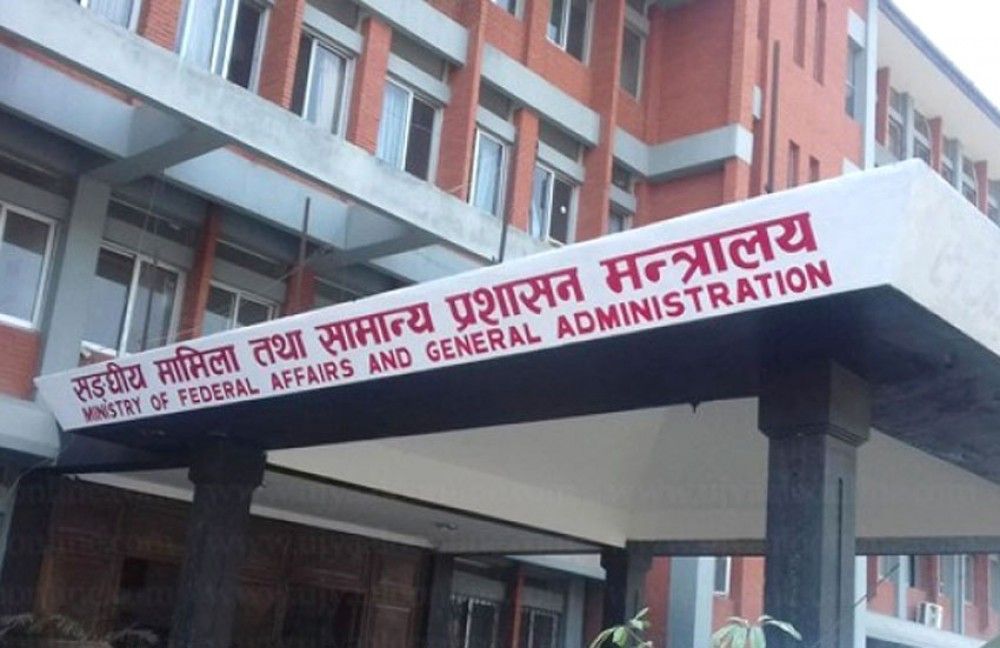 सङ्घीय मामिला तथा सामान्य प्रशासन मन्त्रालय
MINISTRY OF FEDERAL AFFAIRS AND GENERAL ADMINISTRATION